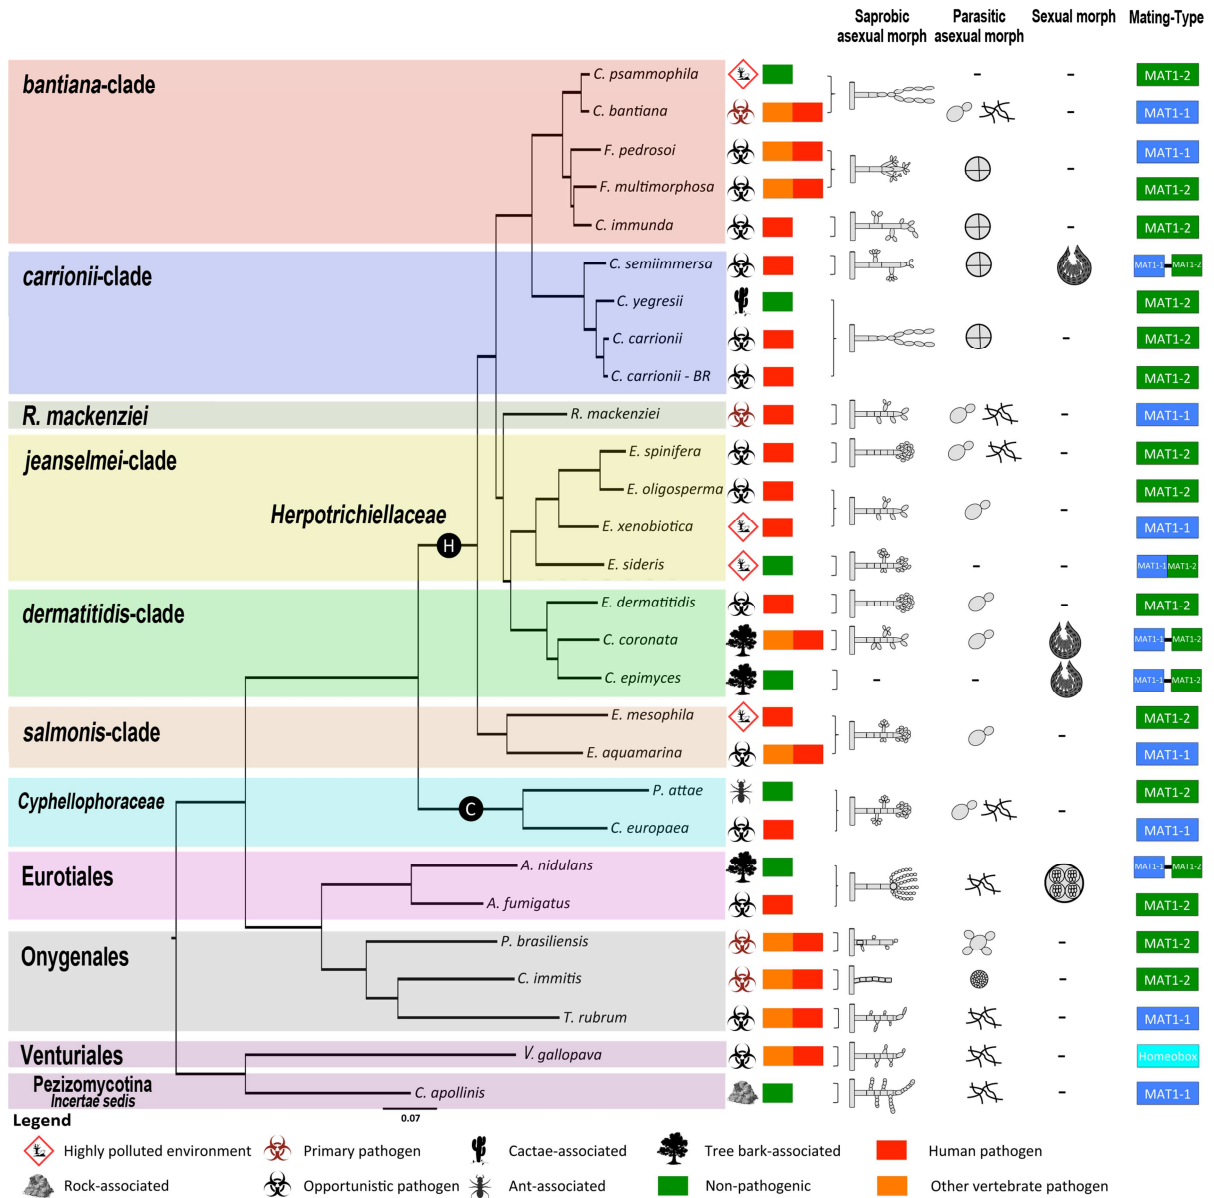 Saprobic asexual morph
Parasitic asexual morph
Sexual morph
Mating-Type
bantiana-clade
C. psammophila - - MAT1-2
C. bantiana - MAT1-1
F. pedrosoi MAT1-1
-
F. multimorphosa MAT1-2
C. immunda - MAT1-2
carrionii-clade
C. semiimmersa MAT1-1 MAT1-2
C. yegresii MAT1-2
C. carrionii - MAT1-2
C. carrionii - BR MAT1-2
R. mackenziei
R. mackenziei - MAT1-1
jeanselmei-clade
E. spinifera - MAT1-2
E. oligosperma MAT1-2
-
E. xenobiotica MAT1-1
Herpotrichiellaceae
H
E. sideris - - MAT1-1 MAT1-2
dermatitidis-clade
E. dermatitidis - MAT1-2
C. coronata MAT1-1 MAT1-2
C. epimyces - - MAT1-1 MAT1-2
salmonis-clade
E. mesophila MAT1-2
-
E. aquamarina MAT1-1
Cyphellophoraceae
C
P. attae MAT1-2
-
C. europaea MAT1-1
Eurotiales
A. nidulans MAT1-1 MAT1-2
A. fumigatus MAT1-2
Onygenales
P. brasiliensis - MAT1-2
C. immitis - MAT1-2
T. rubrum - MAT1-1
Venturiales
V. gallopava - Homeobox
Pezizomycotina
Incertae sedis
C. apollinis - MAT1-1
0.07
Legend
Highly polluted environment
Primary pathogen
Cactae-associated
Tree bark-associated
Human pathogen
Rock-associated
Opportunistic pathogen
Ant-associated
Non-pathogenic
Other vertebrate pathogen